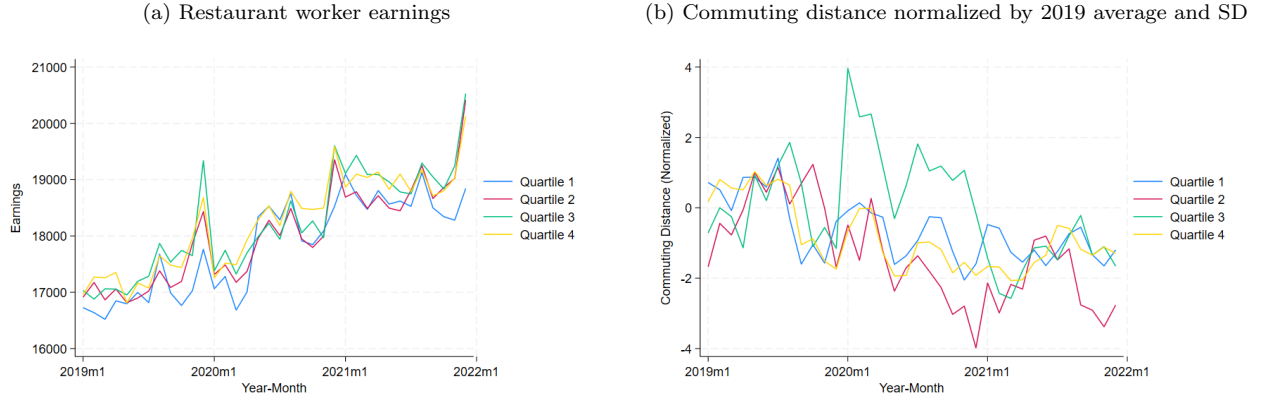 (a) Restaurant worker earnings
21000
20000
19000
18000
17000
16000
Earnings
2019m1 2020m1 2021m1 2022m1
Year-Month
Quartile 1
Quartile 2
Quartile 3
Quartile 4
(b) Commuting distance normalized by 2019 average and SD
4
2
0
-2
-4
Commuting Distance (Normalized)
2019m1 2020m1 2021m1 2022m1
Year-Month
Quartile 1
Quartile 2
Quartile 3
Quartile 4